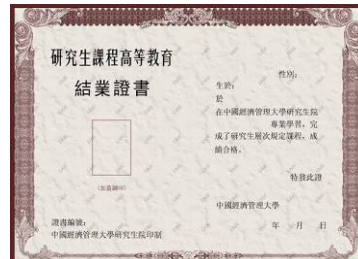 研究生課程高等教育
結業證書
(加蓋鋼印)
證書編號：
中國經濟管理大學研究生院印制
性別：
生於：
於
在中國經濟管理大學研究生院
專業學習，完
成了研究生層次規定課程，成
績合格。
特發此證
中國經濟管理大學
年 月 日